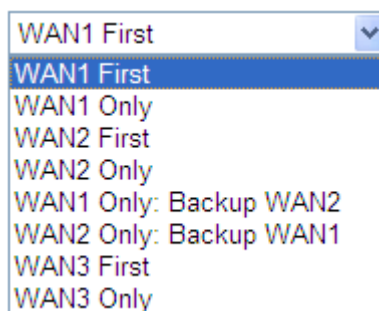 WAN1 First
WAN1 First
WAN1 Only
WAN2 First
WAN2 Only
WAN1 Only: Backup WAN2
WAN2 Only: Backup WAN1
WAN3 First
WAN3 Only